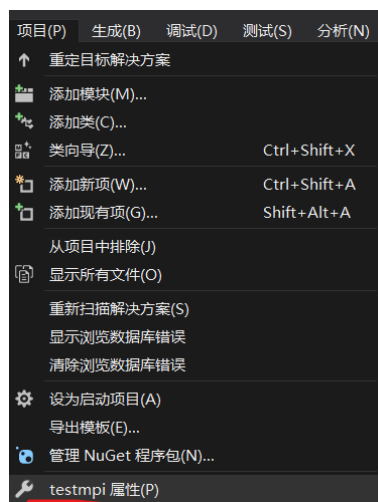 项目(P) 生成(B) 调试(D) 测试(S) 分析(N)
重定目标解决方案
添加模块(M)...
添加类(C)...
类向导(Z)... Ctrl+Shift+X
添加新项(W)... Ctrl+Shift+A
添加现有项(G)... Shift+Alt+A
从项目中排除(J)
显示所有文件(O)
重新扫描解决方案(S)
显示浏览数据库错误
清除浏览数据库错误
设为启动项目(A)
导出模板(E)...
管理 NuGet 程序包(N)...
testmpi 属性(P)